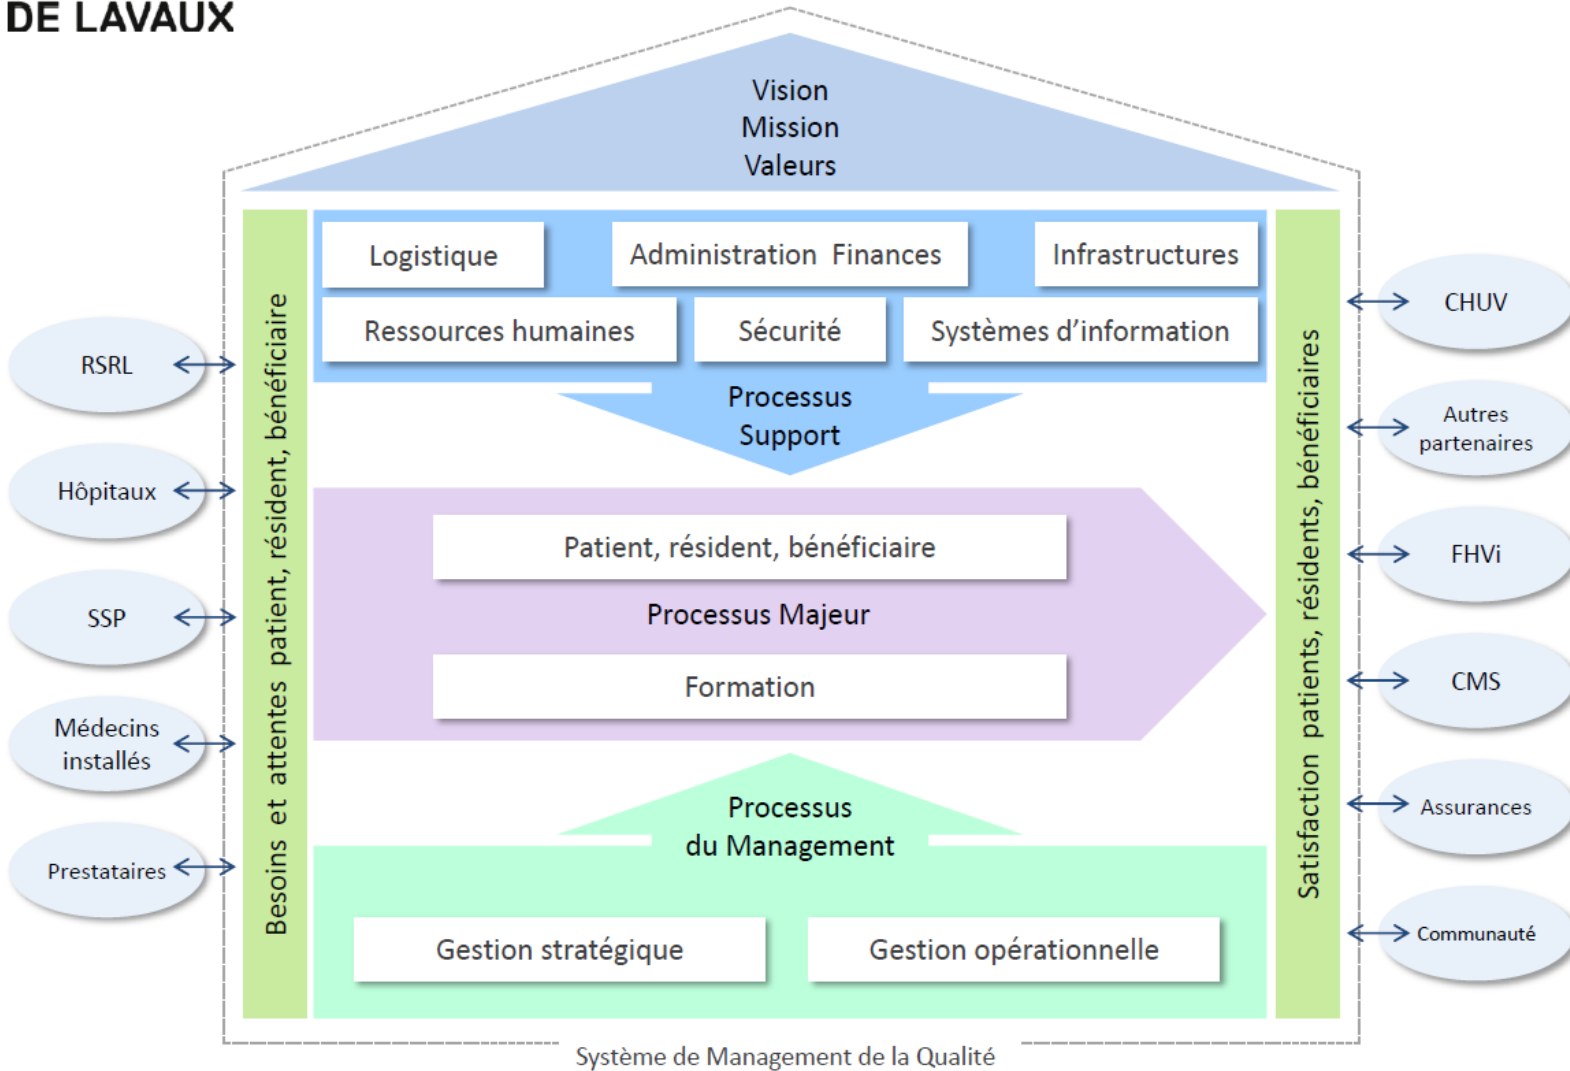 DE LAVAUX
Vision
Mission
Valeurs
Logistique
Administration Finances
Infrastructures
Ressources humaines
Sécurité
Systèmes d’information
Processus
Support
Besoins et attentes patient, résident, bénéficiaire
Patient, résident, bénéficiaire
Processus Majeur
Formation
Satisfaction patients, résidents, bénéficiaires
Processus
du Management
Gestion stratégique
Gestion opérationnelle
RSRL
Hôpitaux
SSP
Médecins
installés
Prestataires
CHUV
Autres
partenaires
FHVi
CMS
Assurances
Communauté
Système de Management de la Qualité